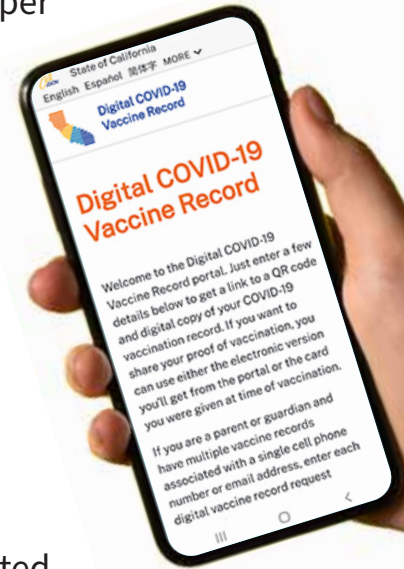 per
State of California
English Español 简体字 MORE
Digital COVID-19
Vaccine Record
Digital COVID-19
Vaccine Record
Welcome to the Digital COVID-19
Vaccine Record portal. Just enter a few
details below to get a link to a QR code
and digital copy of your COVID-19
vaccination record. If you want to
share your proof of vaccination, you
can use either the electronic version
you'll get from the portal or the card
you were given at time of vaccination.
If you are a parent or guardian and
have multiple vaccine records
associated with a single cell phone
number or email address, enter each
digital vaccine record request
ted